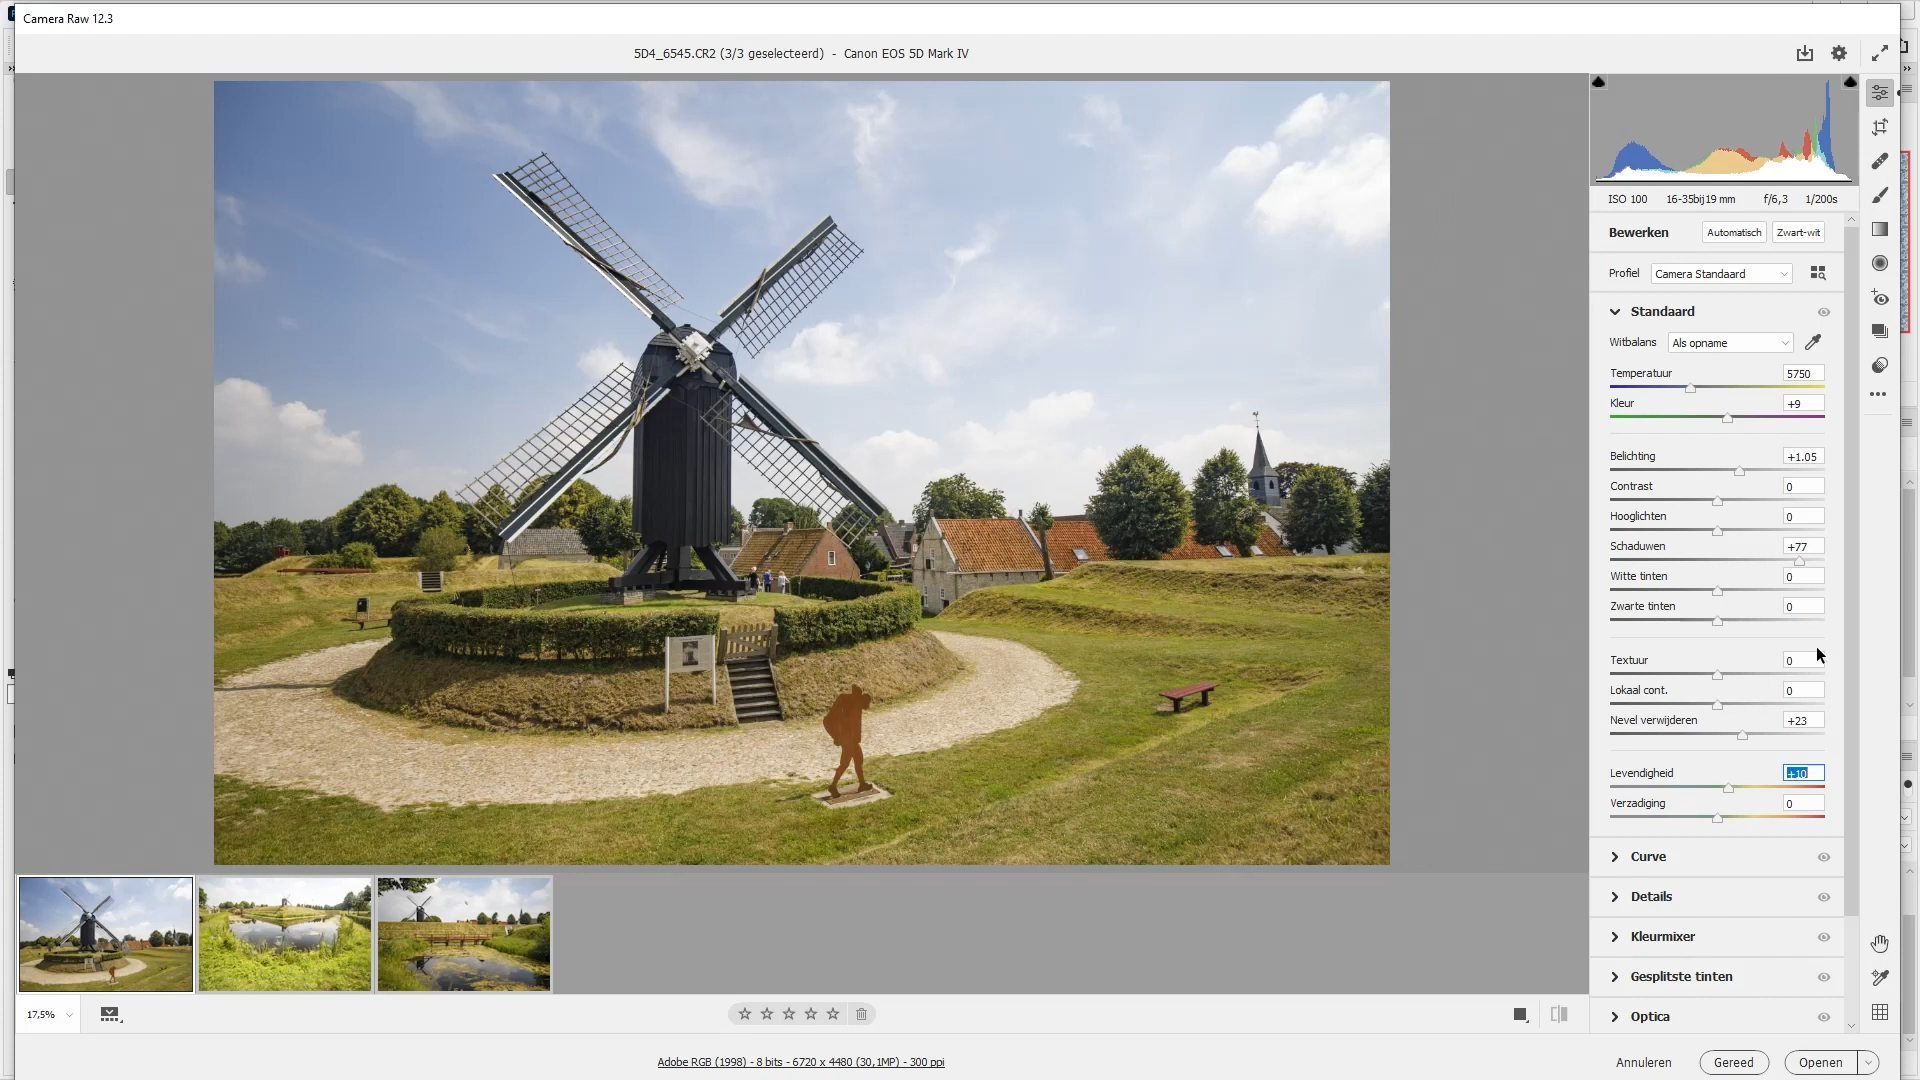 Camera Raw 12.3
5D4_6545.CR2 (3/3 geselecteerd)  -  Canon EOS 5D Mark IV
ISO 100 16-35bij19 mm f/6,3 1/200s
Bewerken Automatisch Zwart-wit
Profiel Camera Standaard
Standaard
Witbalans Als opname
Temperatuur 5750
Kleur +9
Belichting +1.05
Contrast 0
Hooglichten 0
Schaduwen +77
Witte tinten 0
Zwarte tinten 0
Textuur 0
Lokaal cont. 0
Nevel verwijderen +23
Levendigheid +10
Verzadiging 0
Curve
Details
Kleurmixer
Gesplitste tinten
Optica
17,5%
Adobe RGB (1998) - 8 bits - 6720 x 4480 (30,1MP) - 300 ppi
Annuleren Gereed Openen